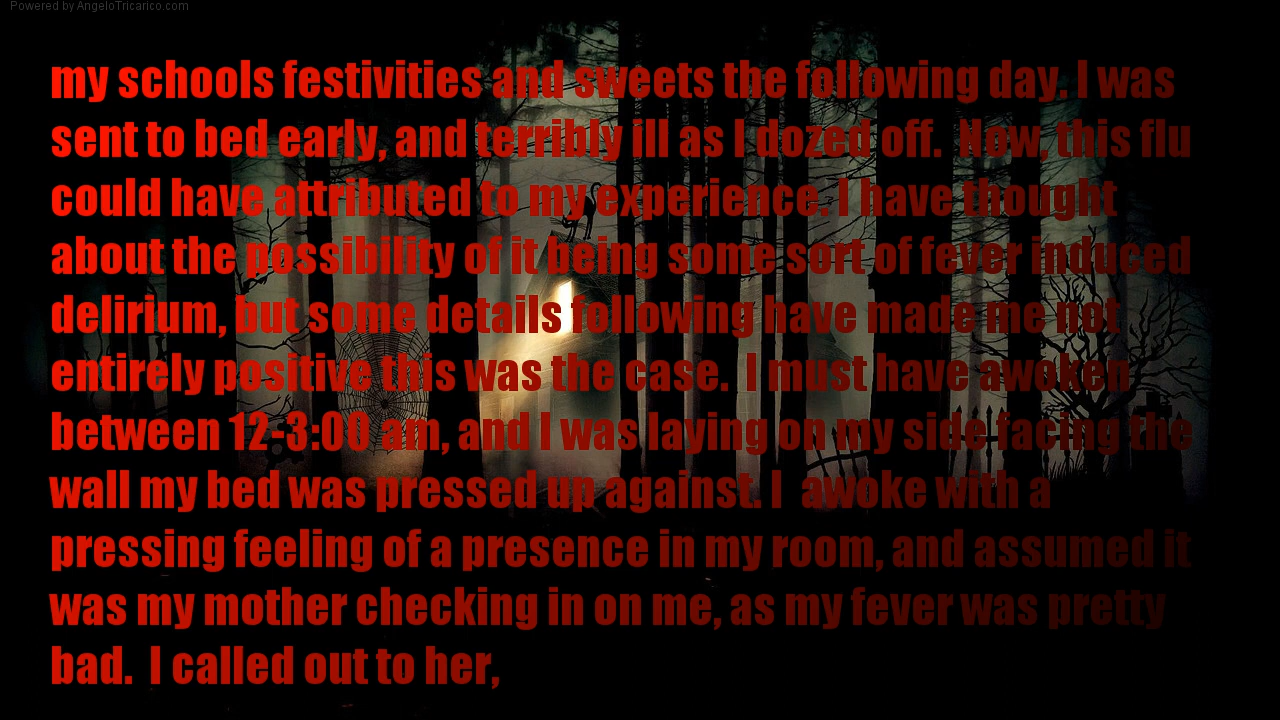 Powered by AngeloTricarico.com
my schools festivities and sweets the following day. I was
sent to bed early, and terribly ill as I dozed off.  Now, this flu
could have attributed to my experience. I have thought
about the possibility of it being some sort of fever induced
delirium, but some details following have made me not
entirely positive this was the case.  I must have awoken
between 12-3:00 am, and I was laying on my side facing the
wall my bed was pressed up against. I  awoke with a
pressing feeling of a presence in my room, and assumed it
was my mother checking in on me, as my fever was pretty
bad.  I called out to her,